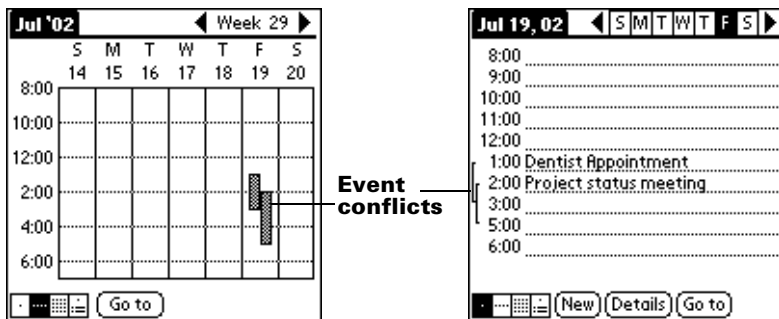 Jul '02 Week 29
S M T W T F S
14 15 16 17 18 19 20
8:00
10:00
12:00
2:00
4:00
6:00
Go to
Event
conflicts
Jul 19, 02 S M T W T F S
8:00
9:00
10:00
11:00
12:00
1:00 Dentist Appointment
2:00 Project status meeting
3:00
5:00
6:00
New Details Go to